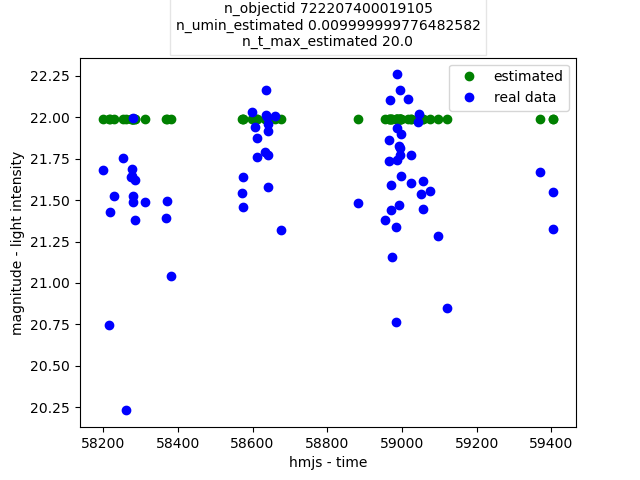 n_objectid 722207400019105
n_umin_estimated 0.009999999776482582
n_t_max_estimated 20.0
estimated
real data
magnitude - light intensity
22.25
22.00
21.75
21.50
21.25
21.00
20.75
20.50
20.25
58200 58400 58600 58800 59000 59200 59400
hmjs - time